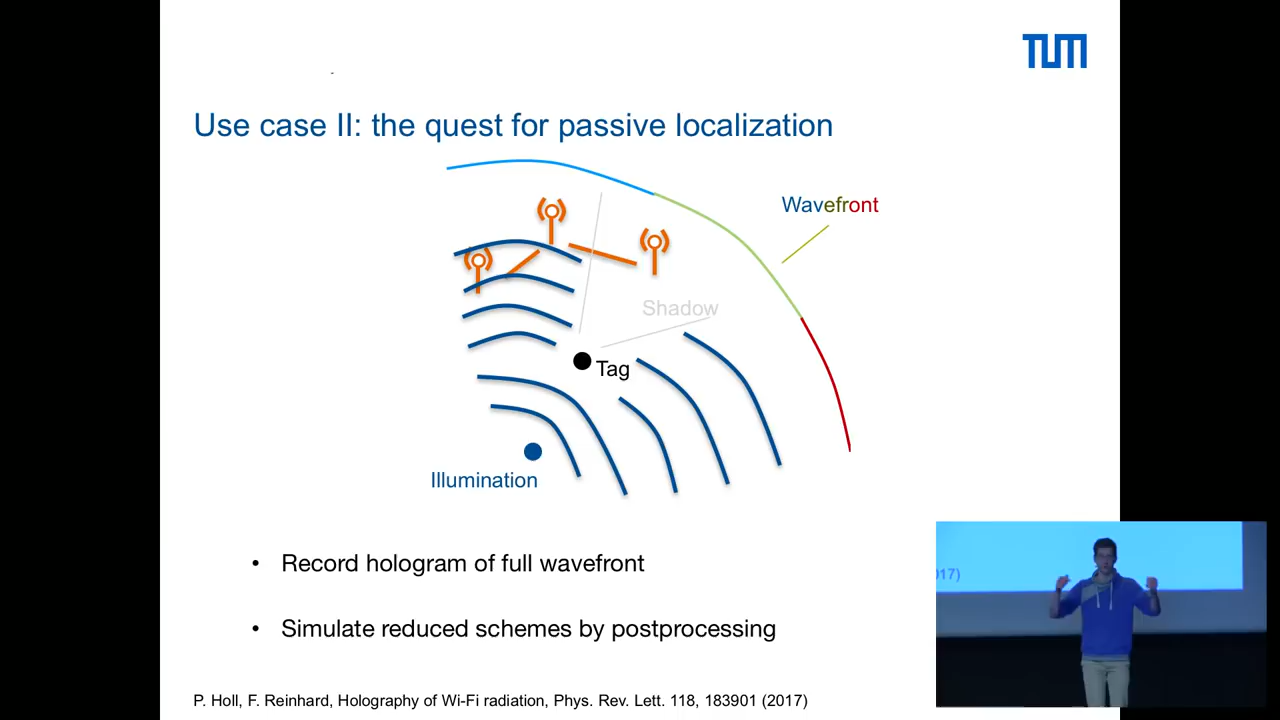 TUM
Use case II: the quest for passive localization
Wavefront
Shadow
Tag
Illumination
• Record hologram of full wavefront
• Simulate reduced schemes by postprocessing
017)
P. Holl, F. Reinhard, Holography of Wi-Fi radiation, Phys. Rev. Lett. 118, 183901 (2017)